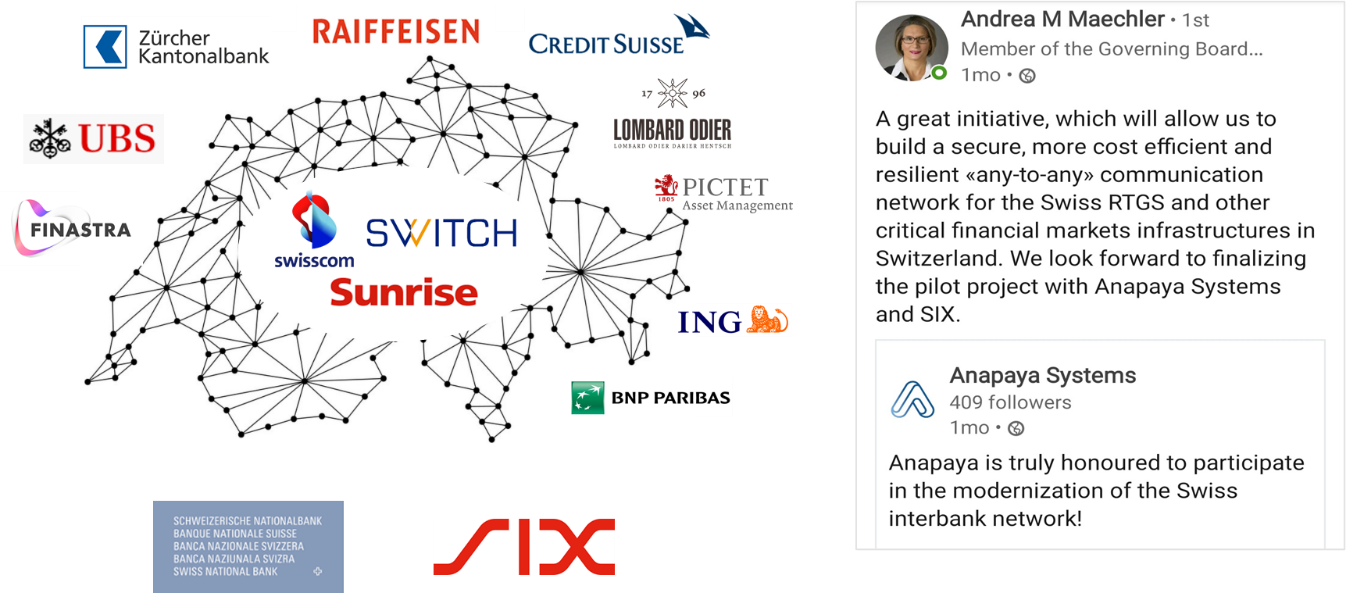 Zürcher
Kantonalbank
RAIFFEISEN
CREDIT SUISSE
UBS
17 96
LOMBARD ODIER
LOMBARD ODIER DARIER HENTSCH
FINASTRA
1805
PICTET
Asset Management
swisscom
SWITCH
Sunrise
ING
BNP PARIBAS
SCHWEIZERISCHE NATIONALBANK
BANQUE NATIONALE SUISSE
BANCA NAZIONALE SVIZZERA
BANCA NAZIUNALA SVIZRA
SWISS NATIONAL BANK
SIX
Andrea M Maechler • 1st
Member of the Governing Board...
1mo •
A great initiative, which will allow us to
build a secure, more cost efficient and
resilient «any-to-any» communication
network for the Swiss RTGS and other
critical financial markets infrastructures in
Switzerland. We look forward to finalizing
the pilot project with Anapaya Systems
and SIX.
Anapaya Systems
409 followers
1mo •
Anapaya is truly honoured to participate
in the modernization of the Swiss
interbank network!